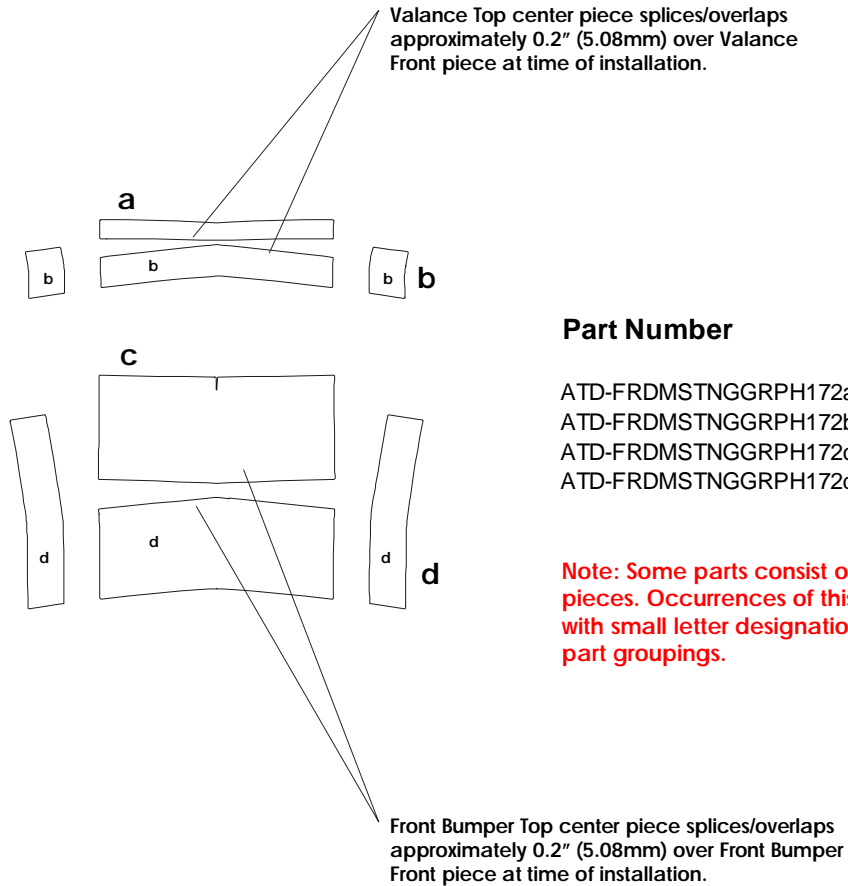 Valance Top center piece splices/overlaps
approximately 0.2" (5.08mm) over Valance
Front piece at time of installation.
a
b
b
b
b
Part Number
c
ATD-FRDMSTNGGRPH172a
ATD-FRDMSTNGGRPH172b
ATD-FRDMSTNGGRPH172c
ATD-FRDMSTNGGRPH172d
d
d
d
d
Note: Some parts consist o
pieces. Occurrences of this
with small letter designatio
part groupings.
Front Bumper Top center piece splices/overlaps
approximately 0.2" (5.08mm) over Front Bumper
Front piece at time of installation.